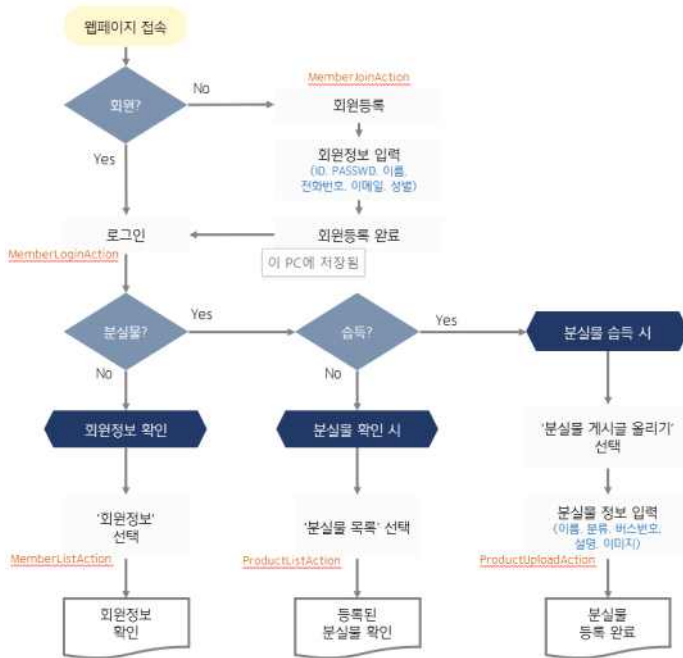 웹페이지 접속
회원?
No
Yes
MemberJoinAction
회원등록
회원정보 입력
(ID, PASSWD, 이름,
전화번호, 이메일, 성별)
로그인
회원등록 완료
MemberLoginAction
이 PC에 저장됨
분실물?
Yes
습득?
Yes
분실물 습득 시
No
No
회원정보 확인
분실물 확인 시
'분실물 게시글 올리기'
선택
'회원정보'
선택
'분실물 목록' 선택
분실물 정보 입력
(이름, 분류, 버스번호,
설명, 이미지)
MemberListAction
ProductListAction
ProductUploadAction
회원정보
확인
등록된
분실물 확인
분실물
등록 완료